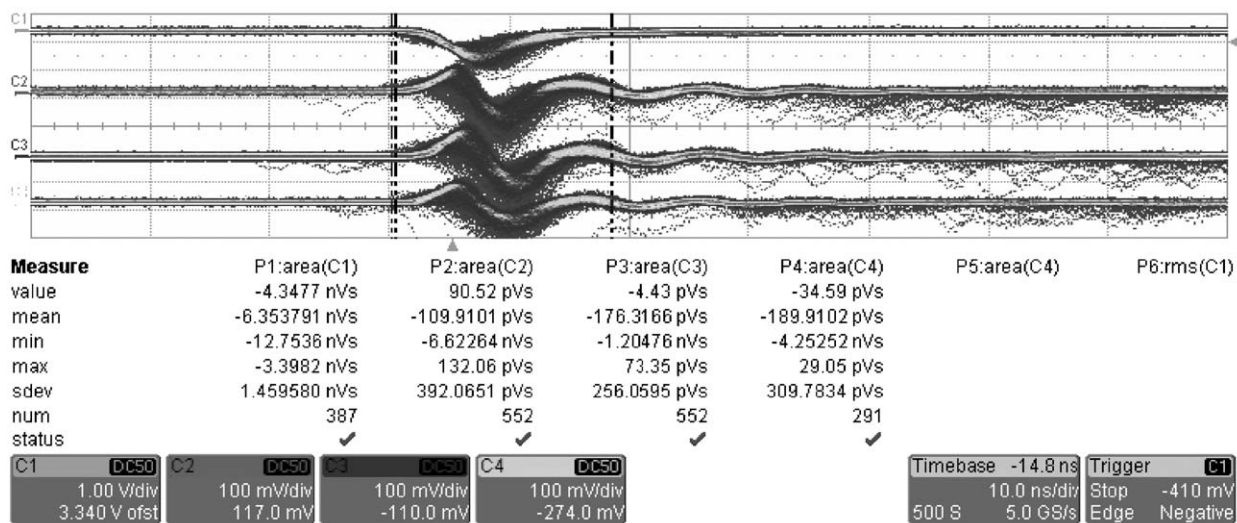 C1
C2
C3
Measure P1:area(C1) P2:area(C2) P3:area(C3) P4:area(C4) P5:area(C4) P6:rms(C1)
value -4.3477 nVs 90.52 pVs -4.43 pVs -34.59 pVs
mean -6.353791 nVs -109.9101 pVs -176.3166 pVs -189.9102 pVs
min -12.7536 nVs -6.62264 nVs -1.20476 nVs -4.25252 nVs
max -3.3982 nVs 132.06 pVs 73.35 pVs 29.05 pVs
sdev 1.459580 nVs 392.0651 pVs 256.0595 pVs 309.7834 pVs
num 387 552 552 291
status
C1 DC50 C2 DC50 C3 DC50 C4 DC50 Timebase -14.8 ns Trigger C1
1.00 V/div 100 mV/div 100 mV/div 100 mV/div 10.0 ns/div Stop -410 mV
3.340 V ofst 117.0 mV -110.0 mV -274.0 mV 500 S 5.0 GS/s Edge Negative